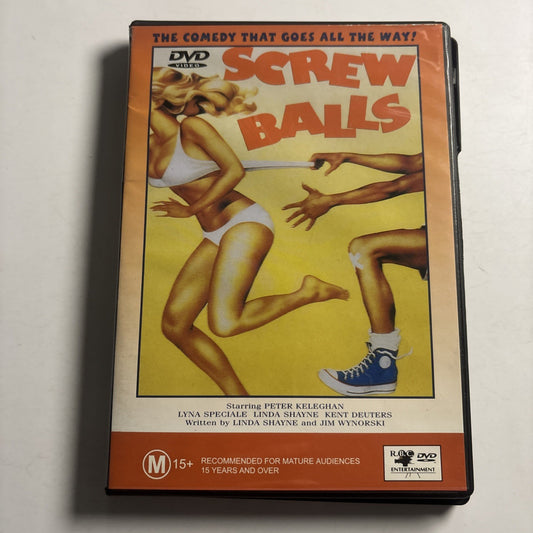 THE COMEDY THAT GOES ALL THE WAY!
DVD
VIDEO
SCREW
BALLS
Starring PETER KELEGHAN
LYNA SPECIALE LINDA SHAYNE KENT DEUTERS
Written by LINDA SHAYNE and JIM WYNORSKI
M 15+
RECOMMENDED FOR MATURE AUDIENCES
15 YEARS AND OVER
DVD
ENTERTAINMENT